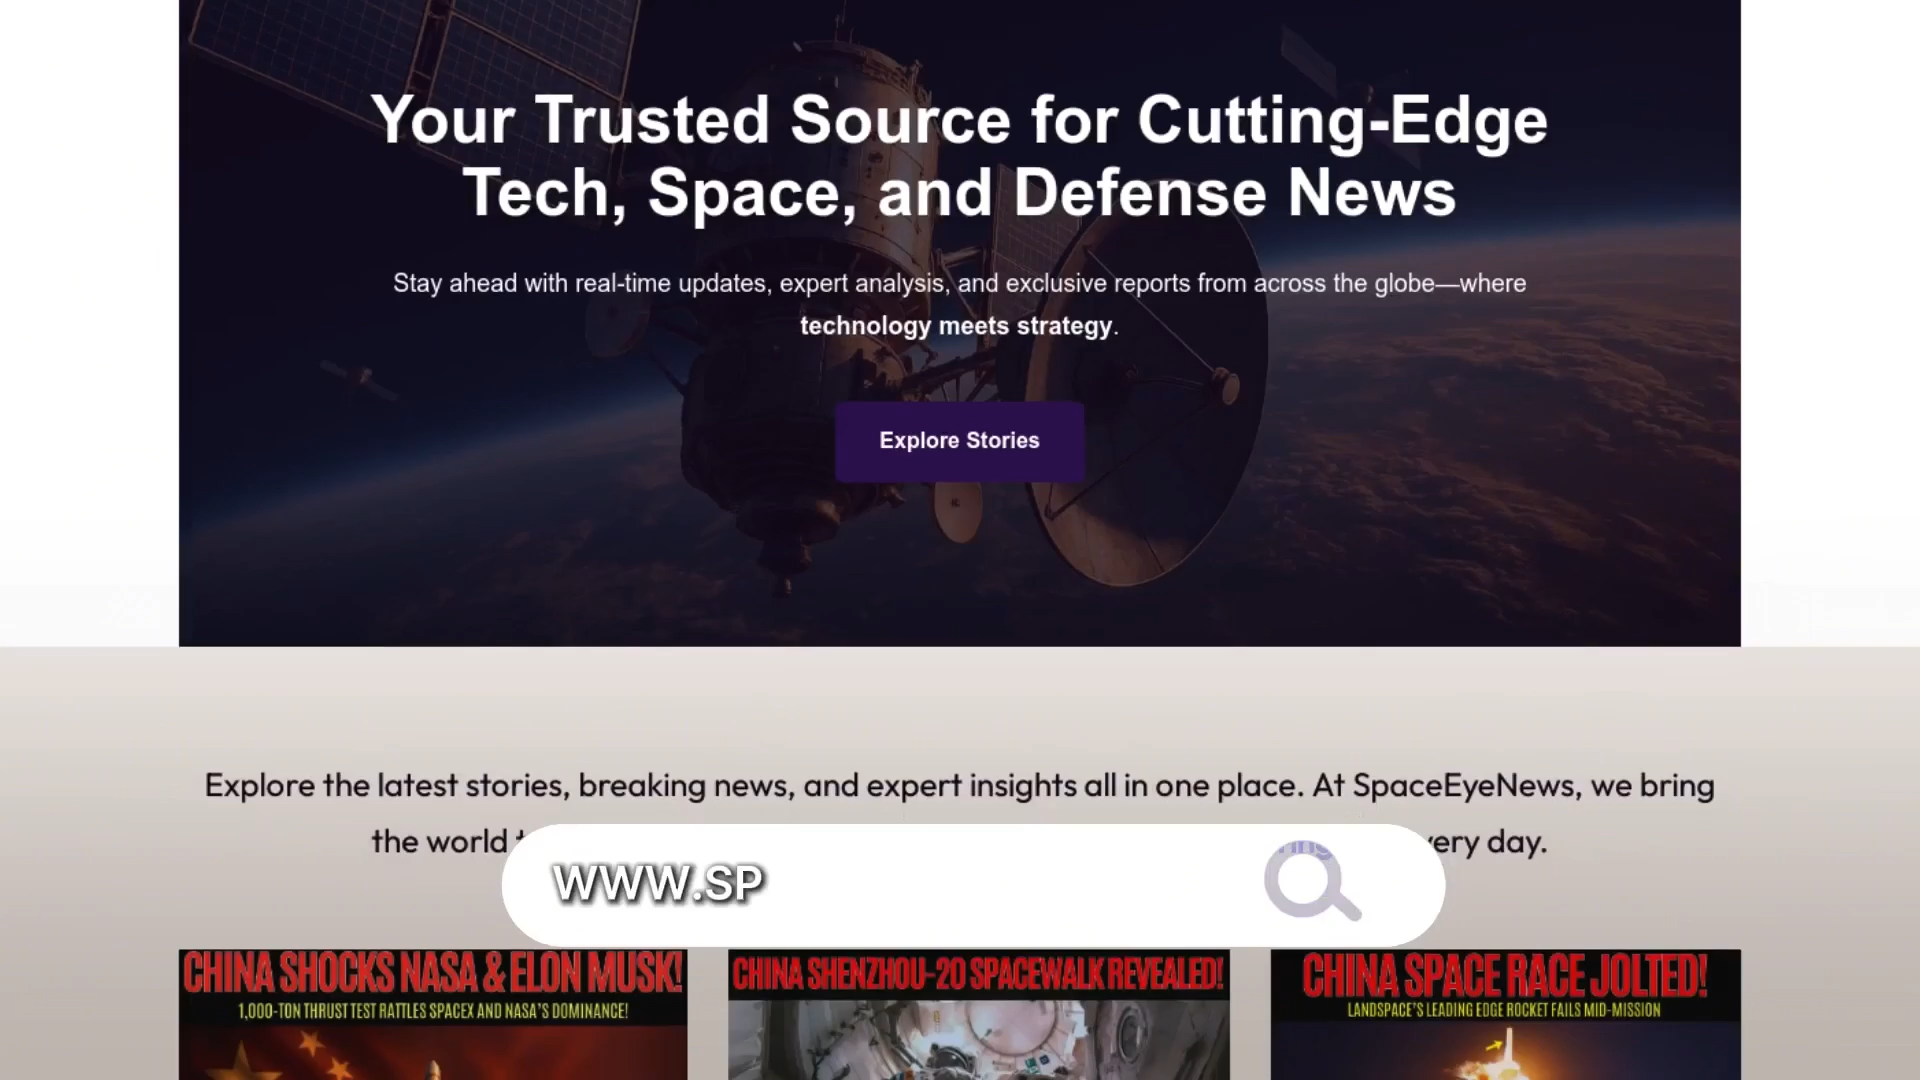 Your Trusted Source for Cutting-Edge
Tech, Space, and Defense News
Stay ahead with real-time updates, expert analysis, and exclusive reports from across the globe—where
technology meets strategy.
Explore Stories
Explore the latest stories, breaking news, and expert insights all in one place. At SpaceEyeNews, we bring
the world
day.
WWW.SP
CHINA SHOCKS NASA & ELON MUSK!
1,000-TON THRUST TEST RATTLES SPACEX AND NASA'S DOMINANCE!
CHINA SHENZHOU-20 SPACEWALK REVEALED!
CHINA SPACE RACE JOLTED!
LANDSPACE'S LEADING EDGE ROCKET FAILS MID-MISSION